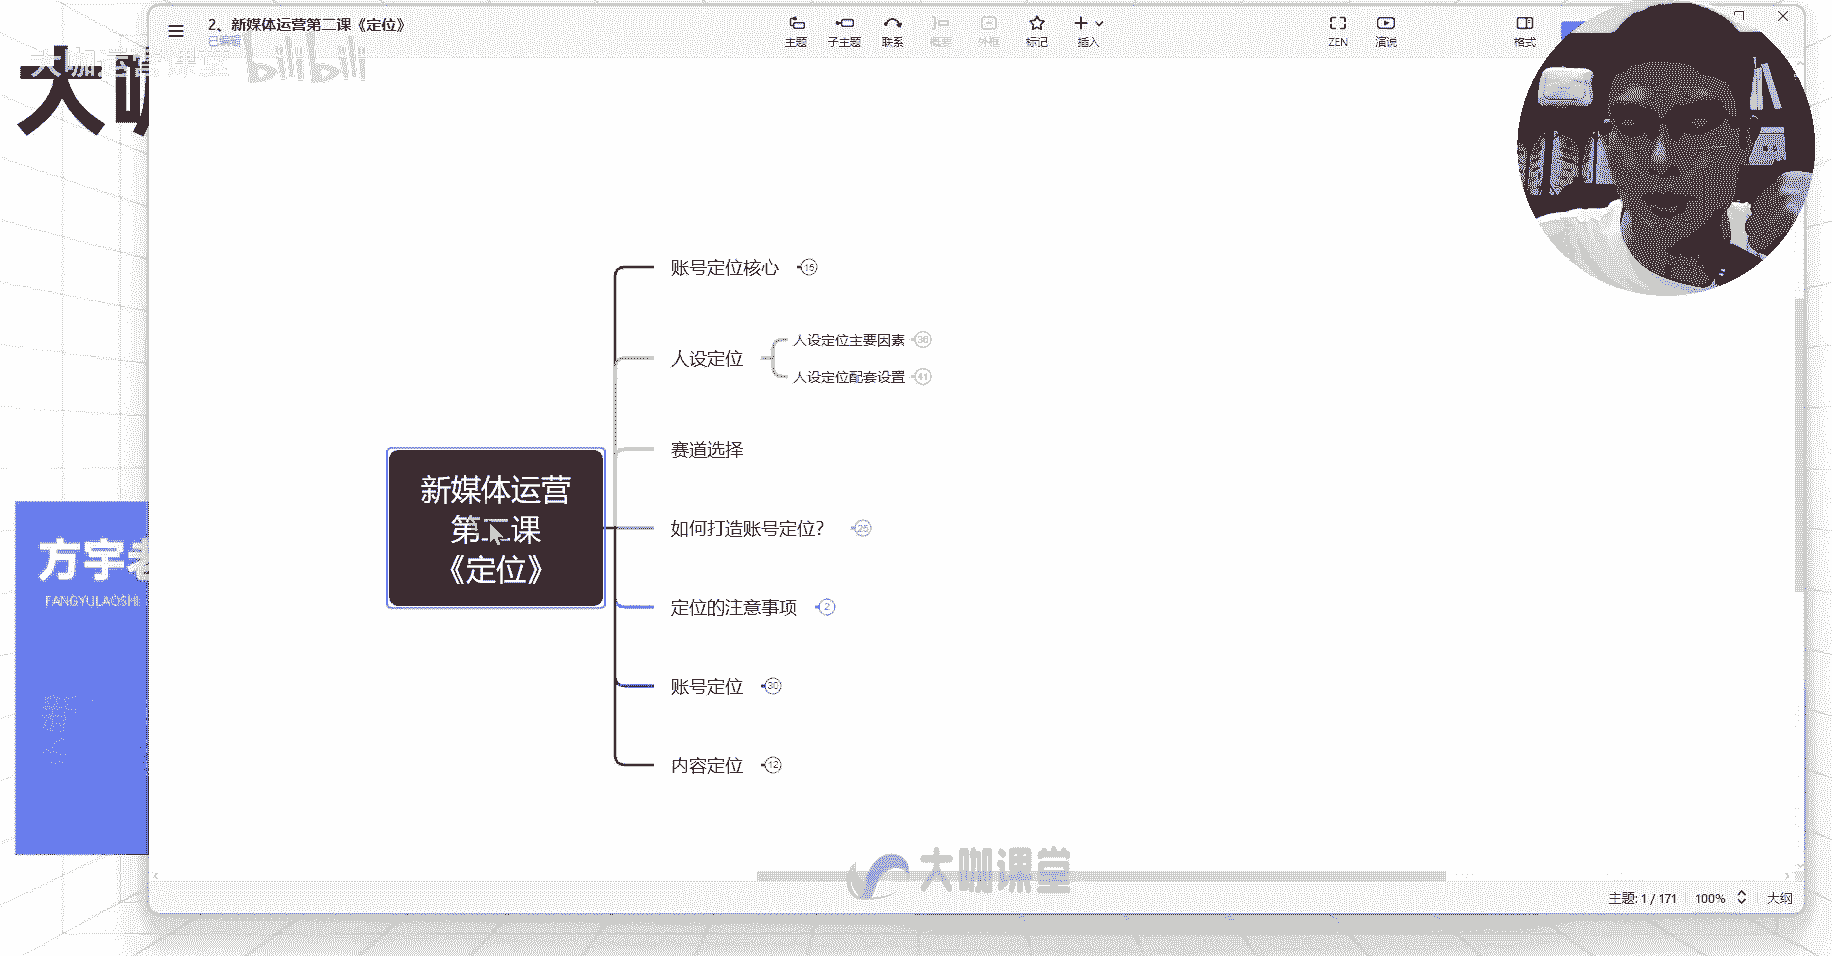 2、新媒体运营第二课《定位》
已编辑
主题
子主题
联系
概要
外框
标记
插入
ZEN
演说
格式
大咖运营课堂
bilibili
大咖
账号定位核心 15
人设定位
人设定位主要因素 36
人设定位配套设置 41
赛道选择
新媒体运营
第二课
《定位》
如何打造账号定位？ 25
定位的注意事项 2
账号定位 30
内容定位 12
方宇老
FANGYULAOSHI
大咖课堂
主题: 1 / 171
100%
大纲